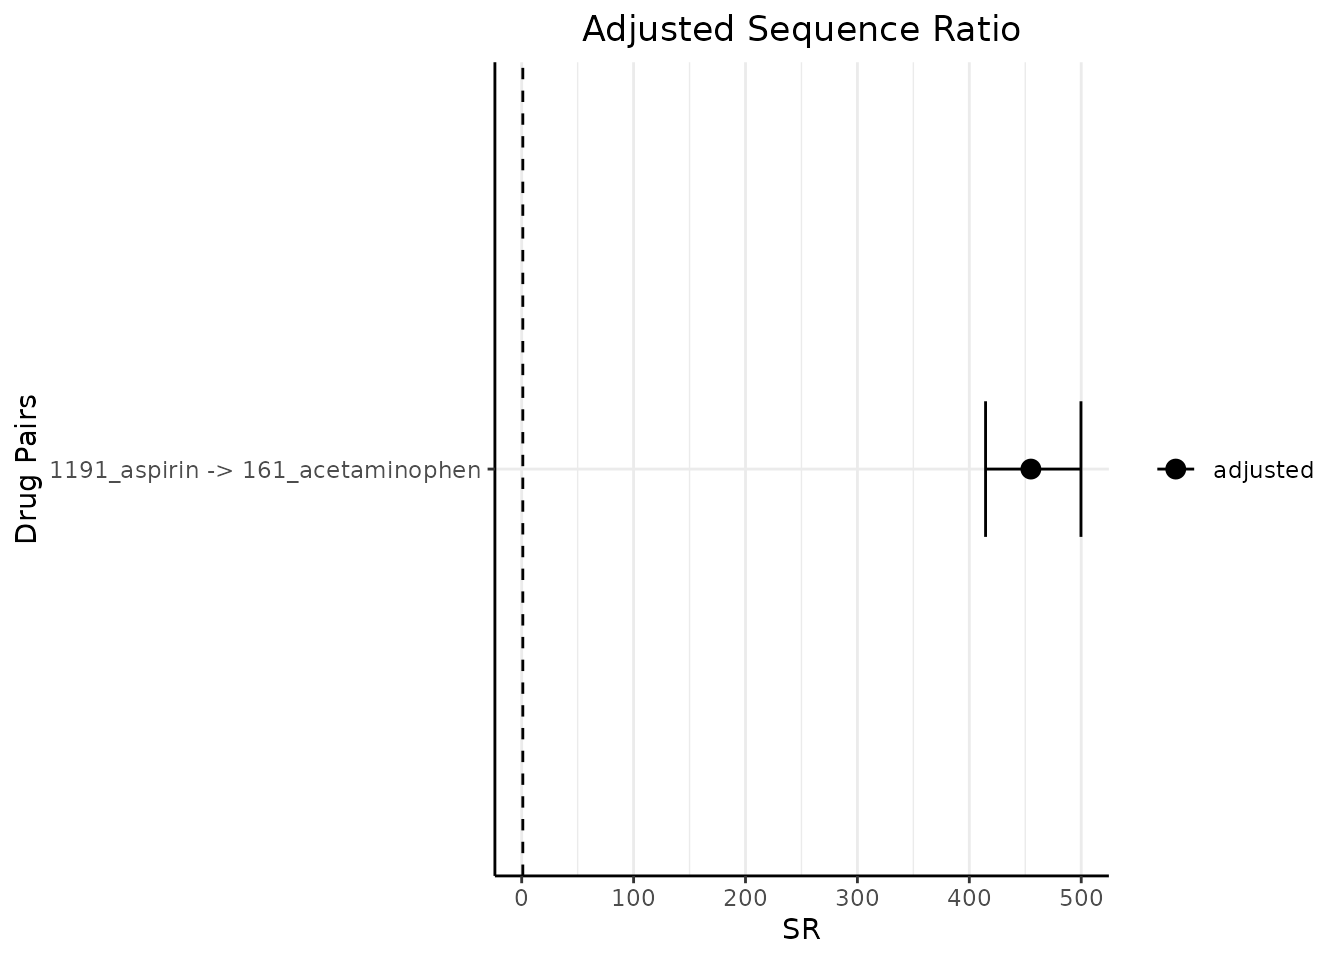 Adjusted Sequence Ratio
Drug Pairs
1191_aspirin -> 161_acetaminophen
adjusted
0 100 200 300 400 500
SR